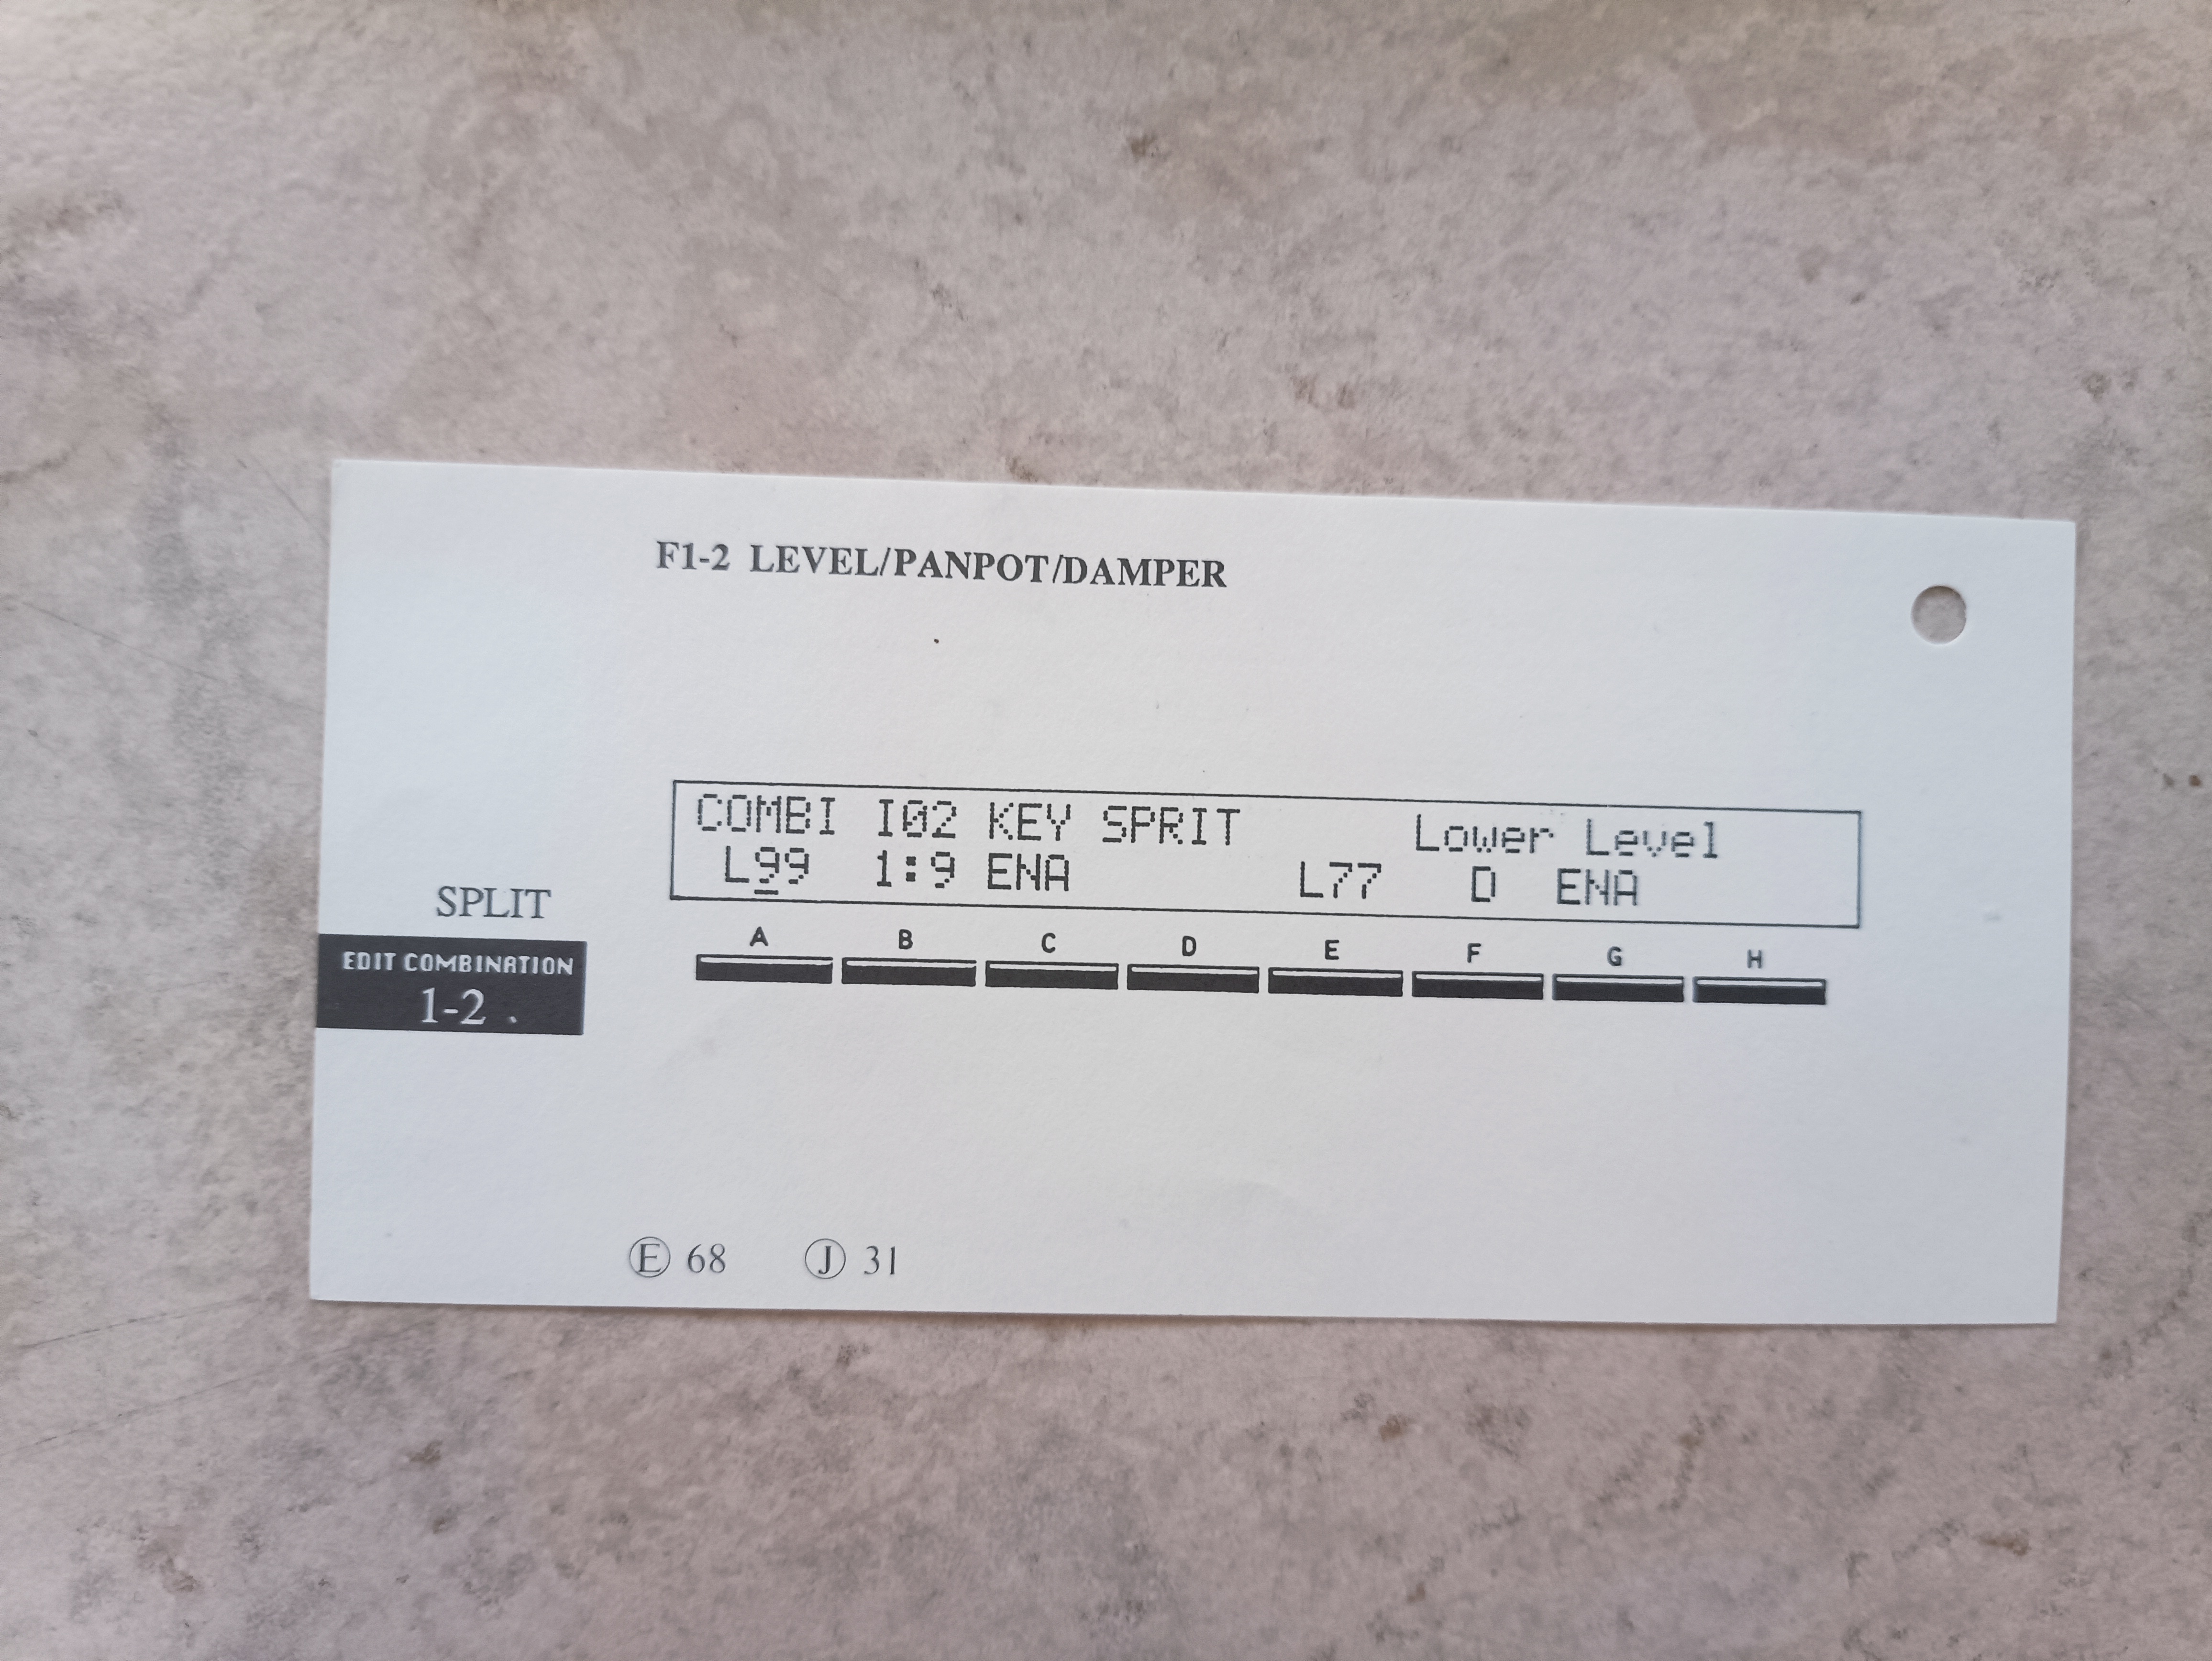 F1-2 LEVEL/PANPOT/DAMPER
COMBI I02 KEY SPRIT Lower Level
L99 1:9 ENA L77 D ENA
SPLIT
A B C D E F G H
EDIT COMBINATION
1-2 .
Ⓔ 68 Ⓙ 31